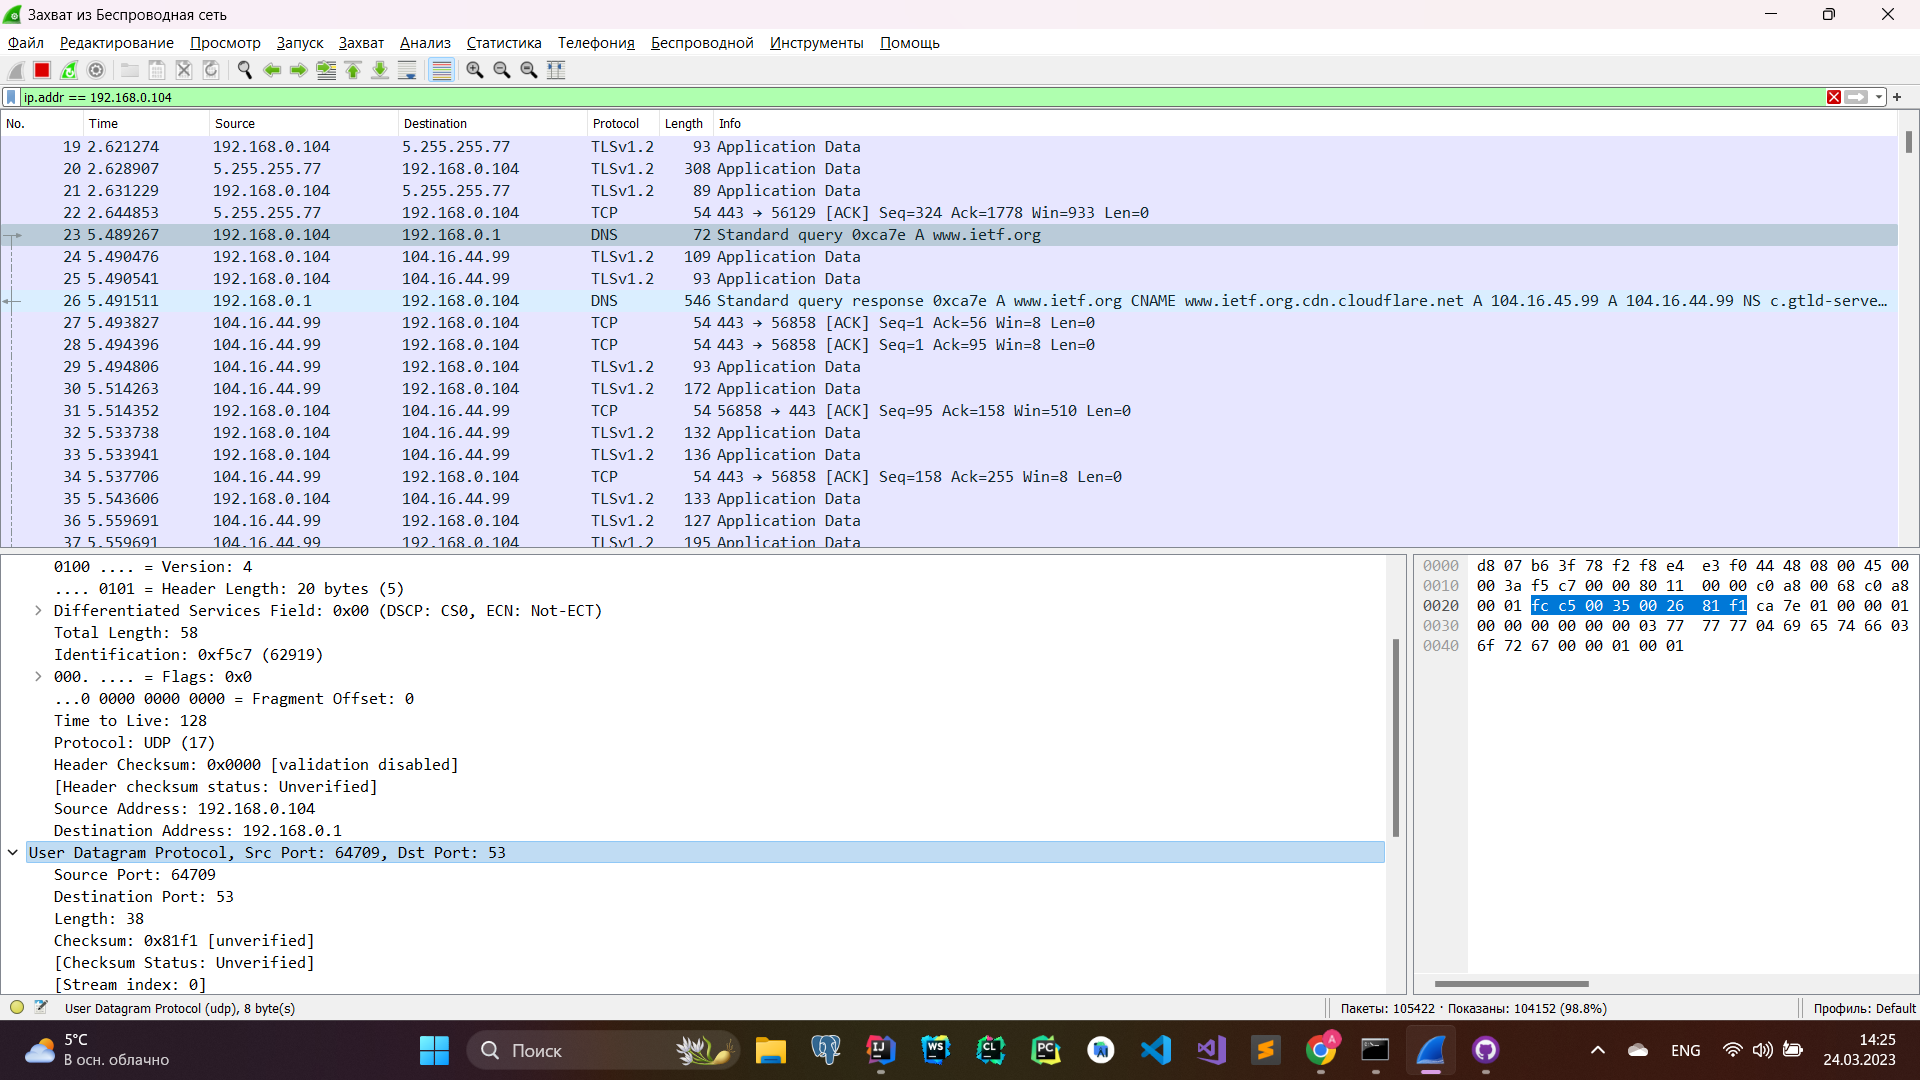 Захват из Беспроводная сеть
Файл Редактирование Просмотр Запуск Захват Анализ Статистика Телефония Беспроводной Инструменты Помощь
ip.addr == 192.168.0.104
No. Time Source Destination Protocol Length Info
19 2.621274 192.168.0.104 5.255.255.77 TLSv1.2 93 Application Data
20 2.628907 5.255.255.77 192.168.0.104 TLSv1.2 308 Application Data
21 2.631229 192.168.0.104 5.255.255.77 TLSv1.2 89 Application Data
22 2.644853 5.255.255.77 192.168.0.104 TCP 54 443 → 56129 [ACK] Seq=324 Ack=1778 Win=933 Len=0
23 5.489267 192.168.0.104 192.168.0.1 DNS 72 Standard query 0xca7e A www.ietf.org
24 5.490476 192.168.0.104 104.16.44.99 TLSv1.2 109 Application Data
25 5.490541 192.168.0.104 104.16.44.99 TLSv1.2 93 Application Data
26 5.491511 192.168.0.1 192.168.0.104 DNS 546 Standard query response 0xca7e A www.ietf.org CNAME www.ietf.org.cdn.cloudflare.net A 104.16.45.99 A 104.16.44.99 NS c.gtld-serve…
27 5.493827 104.16.44.99 192.168.0.104 TCP 54 443 → 56858 [ACK] Seq=1 Ack=56 Win=8 Len=0
28 5.494396 104.16.44.99 192.168.0.104 TCP 54 443 → 56858 [ACK] Seq=1 Ack=95 Win=8 Len=0
29 5.494806 104.16.44.99 192.168.0.104 TLSv1.2 93 Application Data
30 5.514263 104.16.44.99 192.168.0.104 TLSv1.2 172 Application Data
31 5.514352 192.168.0.104 104.16.44.99 TCP 54 56858 → 443 [ACK] Seq=95 Ack=158 Win=510 Len=0
32 5.533738 192.168.0.104 104.16.44.99 TLSv1.2 132 Application Data
33 5.533941 192.168.0.104 104.16.44.99 TLSv1.2 136 Application Data
34 5.537706 104.16.44.99 192.168.0.104 TCP 54 443 → 56858 [ACK] Seq=158 Ack=255 Win=8 Len=0
35 5.543606 192.168.0.104 104.16.44.99 TLSv1.2 133 Application Data
36 5.559691 104.16.44.99 192.168.0.104 TLSv1.2 127 Application Data
37 5.559691 104.16.44.99 192.168.0.104 TLSv1.2 195 Application Data
0100 .... = Version: 4
.... 0101 = Header Length: 20 bytes (5)
Differentiated Services Field: 0x00 (DSCP: CS0, ECN: Not-ECT)
Total Length: 58
Identification: 0xf5c7 (62919)
000. .... = Flags: 0x0
...0 0000 0000 0000 = Fragment Offset: 0
Time to Live: 128
Protocol: UDP (17)
Header Checksum: 0x0000 [validation disabled]
[Header checksum status: Unverified]
Source Address: 192.168.0.104
Destination Address: 192.168.0.1
User Datagram Protocol, Src Port: 64709, Dst Port: 53
Source Port: 64709
Destination Port: 53
Length: 38
Checksum: 0x81f1 [unverified]
[Checksum Status: Unverified]
[Stream index: 0]
0000 d8 07 b6 3f 78 f2 f8 e4 e3 f0 44 48 08 00 45 00
0010 00 3a f5 c7 00 00 80 11 00 00 c0 a8 00 68 c0 a8
0020 00 01 fc c5 00 35 00 26 81 f1 ca 7e 01 00 00 01
0030 00 00 00 00 00 00 03 77 77 77 04 69 65 74 66 03
0040 6f 72 67 00 00 01 00 01
User Datagram Protocol (udp), 8 byte(s)
Пакеты: 105422 · Показаны: 104152 (98.8%)
Профиль: Default
5°C
В осн. облачно
Поиск
IJ
WS
CL
PC
A
ENG
14:25
24.03.2023